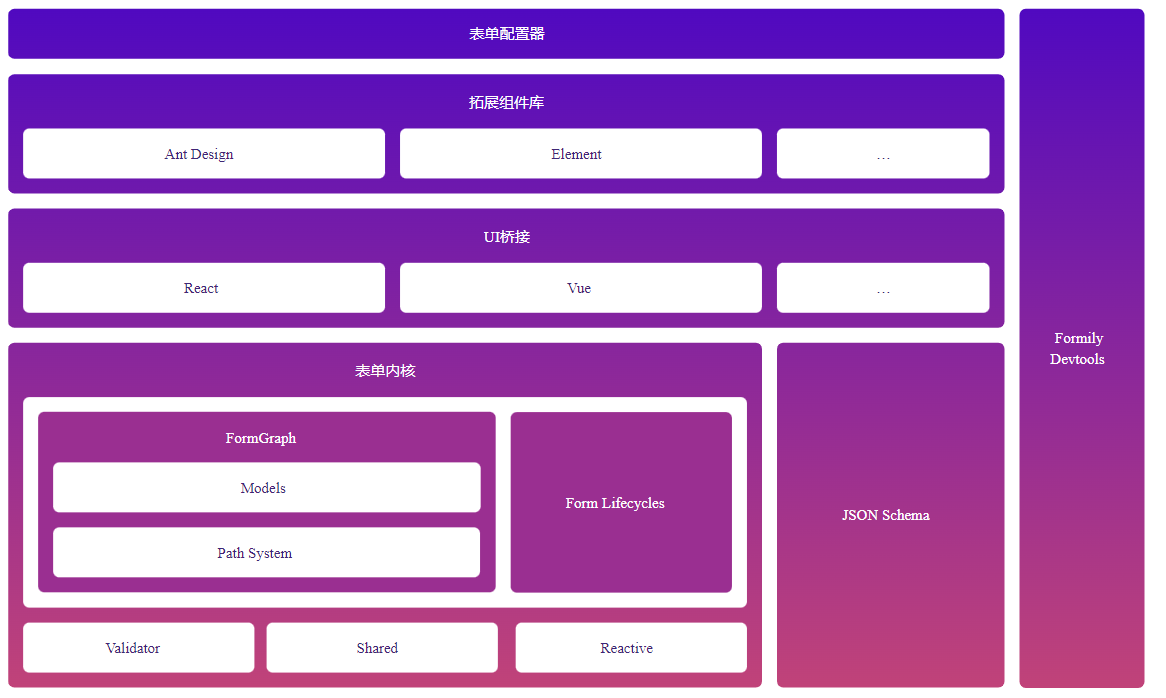 表单配置器
拓展组件库
Ant Design
Element
…
UI桥接
React
Vue
…
表单内核
FormGraph
Models
Path System
Form Lifecycles
Validator
Shared
Reactive
JSON Schema
Formily
Devtools